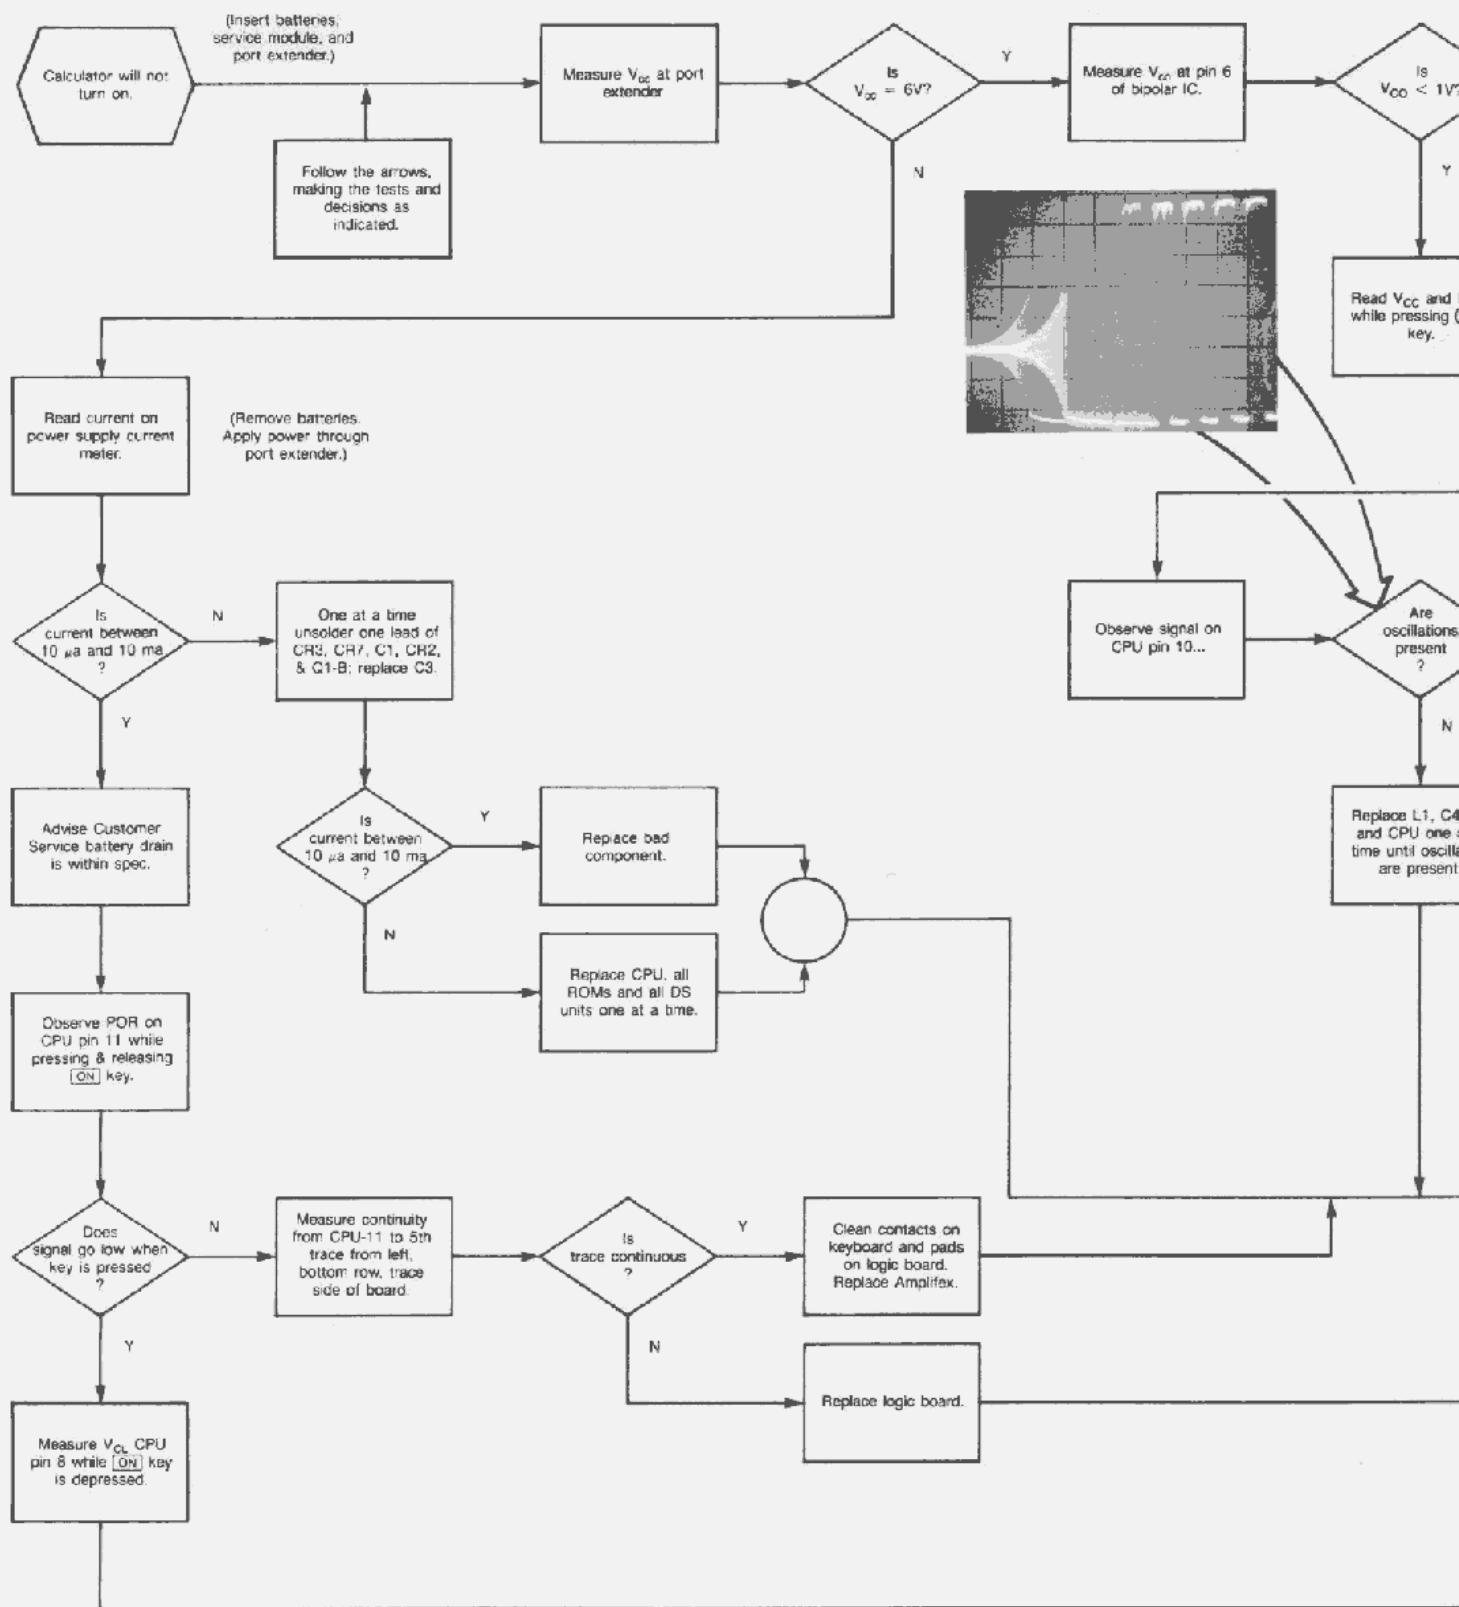 (Insert batteries,
service module, and
port extender.)
Calculator will not
turn on.
Follow the arrows,
making the tests and
decisions as
indicated.
Measure Vcc at port
extender
Is
Vcc = 6V?
Y
N
Measure Vco at pin 6
of bipolar IC.
Is
VCO < 1V?
Y
Read VCC and
while pressing (
key.
Read current on
power supply current
meter.
(Remove batteries.
Apply power through
port extender.)
Is
current between
10 µa and 10 ma
?
N
Y
One at a time
unsolder one lead of
CR3, CR7, C1, CR2,
& Q1-B; replace C3.
Observe signal on
CPU pin 10...
Are
oscillations
present
?
N
Replace L1, C4
and CPU one
time until
are present
Advise Customer
Service battery drain
is within spec.
Is
current between
10 µa and 10 ma
?
Y
N
Replace bad
component.
Replace CPU, all
ROMs and all DS
units one at a time.
Observe POR on
CPU pin 11 while
pressing & releasing
ON key.
Does
signal go low when
key is pressed
?
N
Y
Measure continuity
from CPU-11 to 5th
trace from left,
bottom row, trace
side of board.
Is
trace continuous
?
Y
N
Clean contacts on
keyboard and pads
on logic board.
Replace Amplifex.
Replace logic board.
Measure VCL CPU
pin 8 while ON key
is depressed.